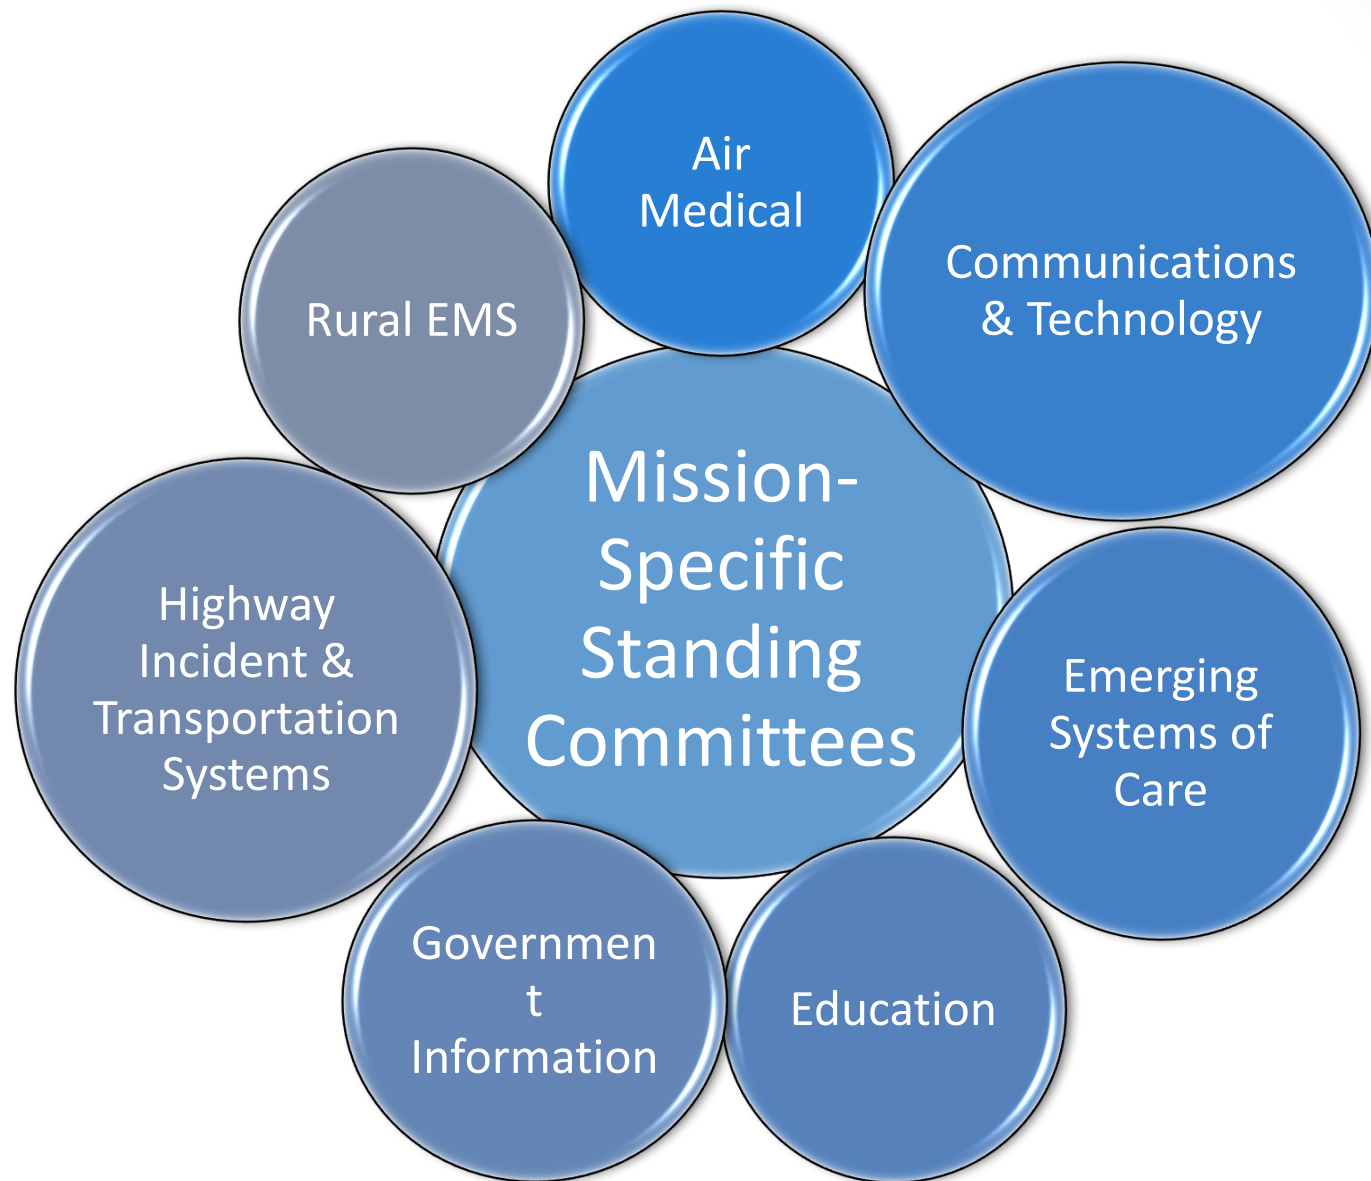 Air
Medical
Communications
& Technology
Rural EMS
Mission-
Specific
Standing
Committees
Highway
Incident &
Transportation
Systems
Emerging
Systems of
Care
Governmen
t
Information
Education